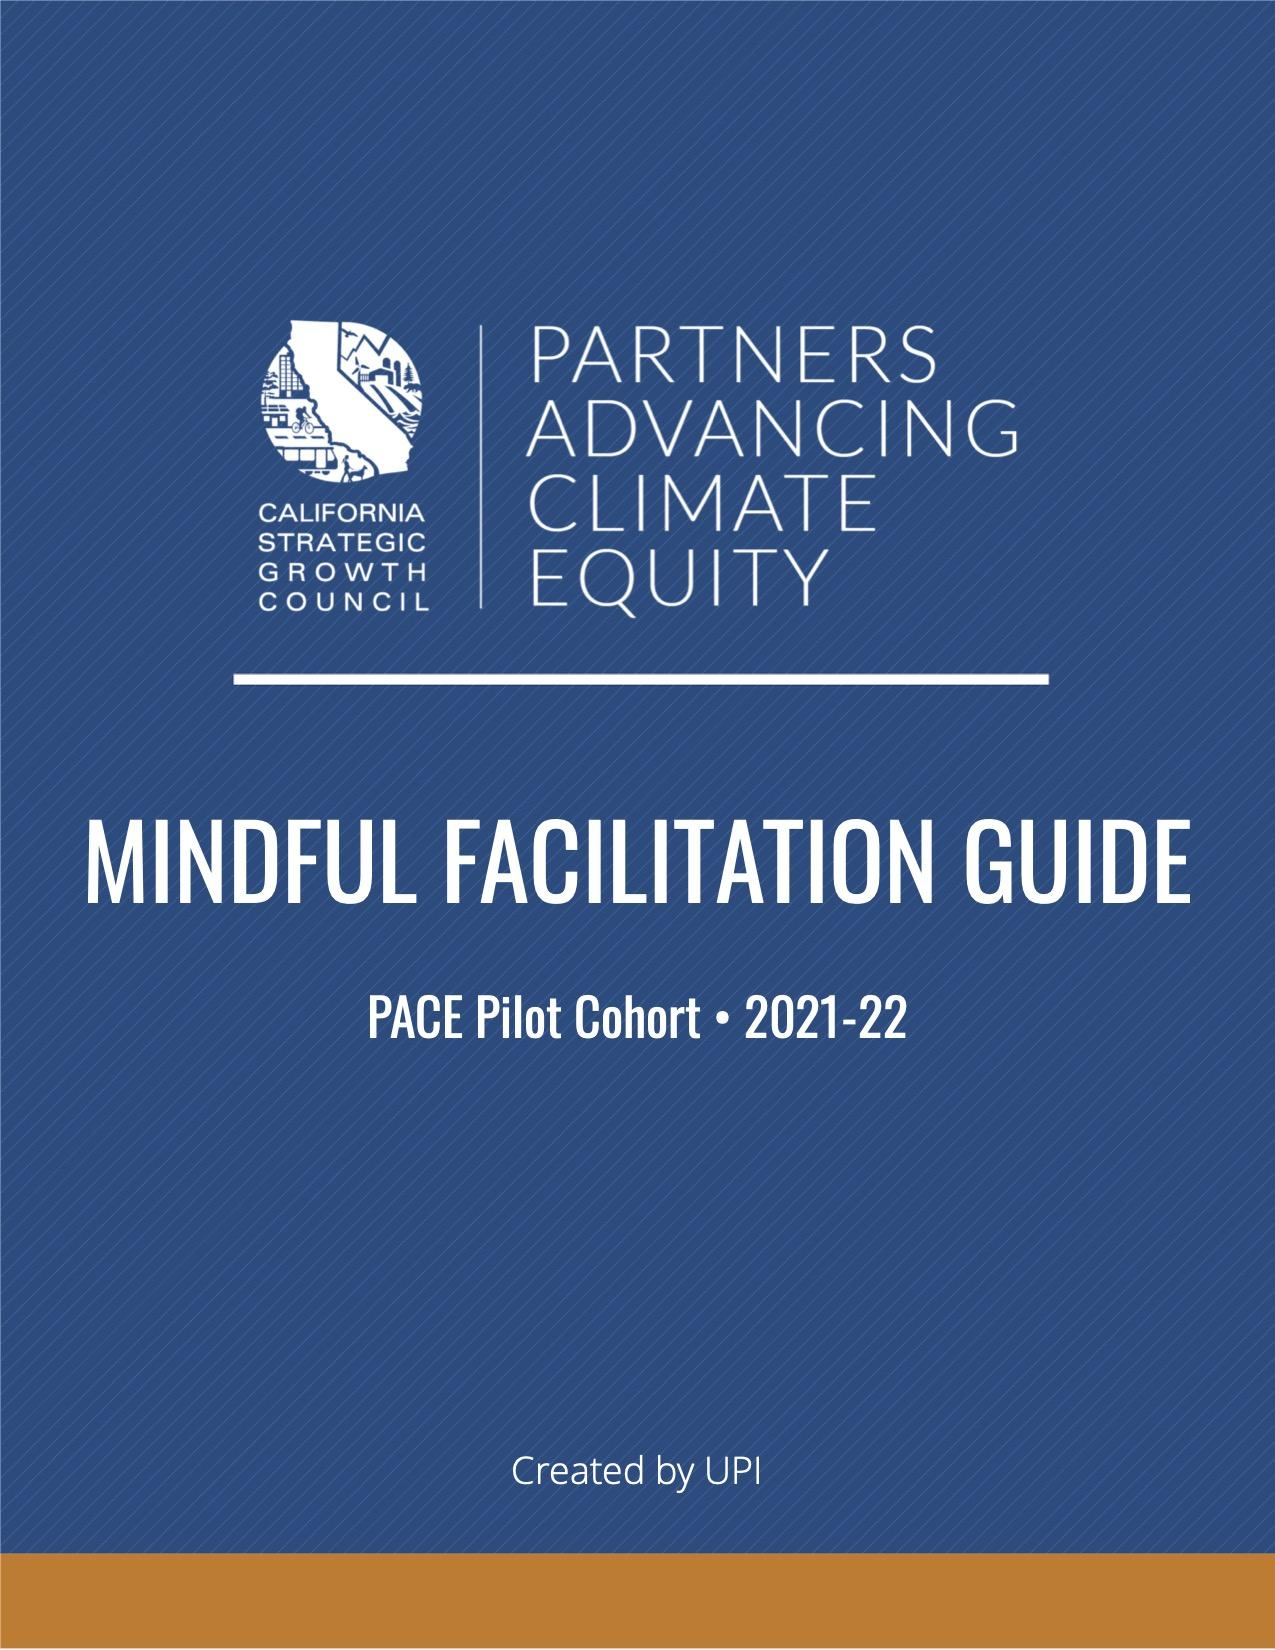 CALIFORNIA
STRATEGIC
GROWTH
COUNCIL
PARTNERS
ADVANCING
CLIMATE
EQUITY
MINDFUL FACILITATION GUIDE
PACE Pilot Cohort • 2021-22
Created by UPI